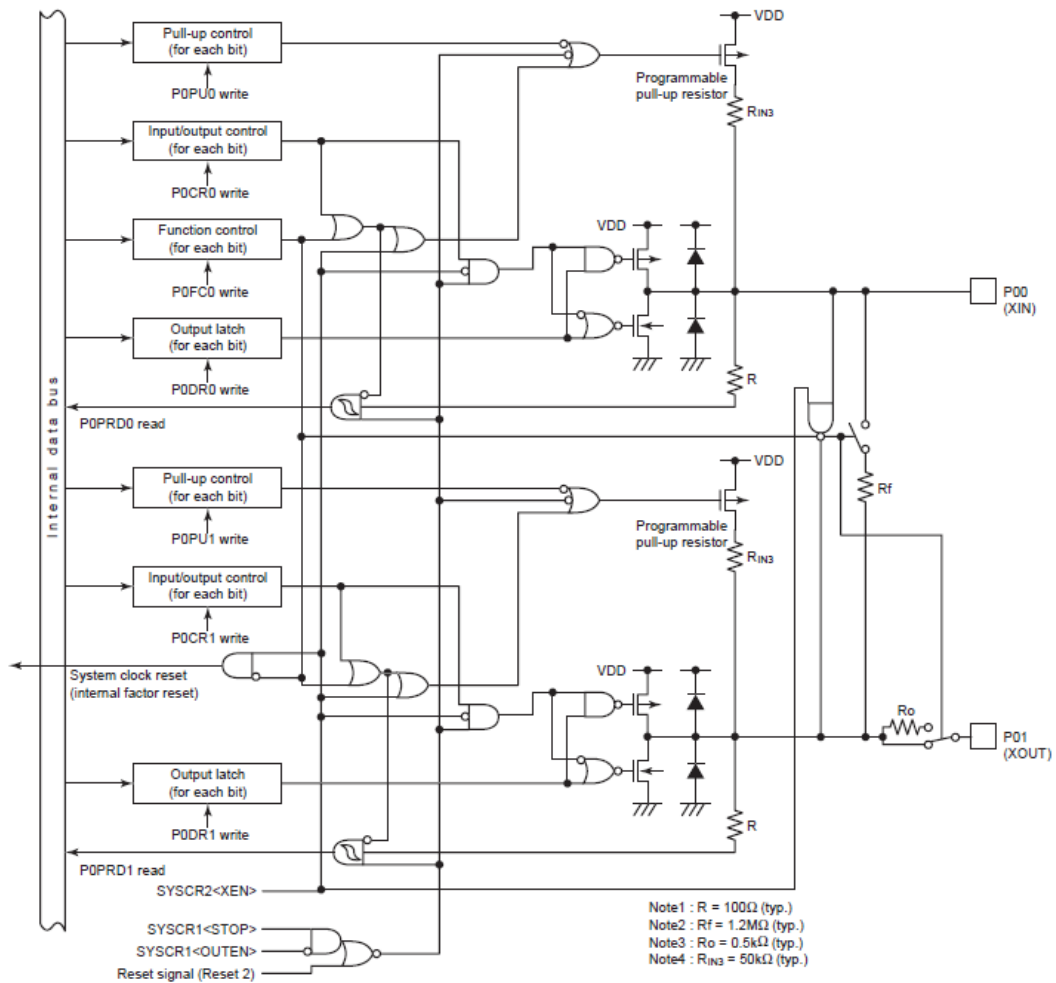 VDD
Pull-up control
(for each bit)
P0PU0 write
Programmable
pull-up resistor
RIN3
Input/output control
(for each bit)
P0CR0 write
Function control
(for each bit)
P0FC0 write
VDD
P00
(XIN)
Output latch
(for each bit)
P0DR0 write
R
P0PRD0 read
Internal data bus
VDD
Pull-up control
(for each bit)
P0PU1 write
Rf
Programmable
pull-up resistor
RIN3
Input/output control
(for each bit)
P0CR1 write
System clock reset
(internal factor reset)
VDD
Ro
P01
(XOUT)
Output latch
(for each bit)
P0DR1 write
R
P0PRD1 read
SYSCR2<XEN>
SYSCR1<STOP>
SYSCR1<OUTEN>
Reset signal (Reset 2)
Note1 : R = 100Ω (typ.)
Note2 : Rf = 1.2MΩ (typ.)
Note3 : Ro = 0.5kΩ (typ.)
Note4 : RIN3 = 50kΩ (typ.)